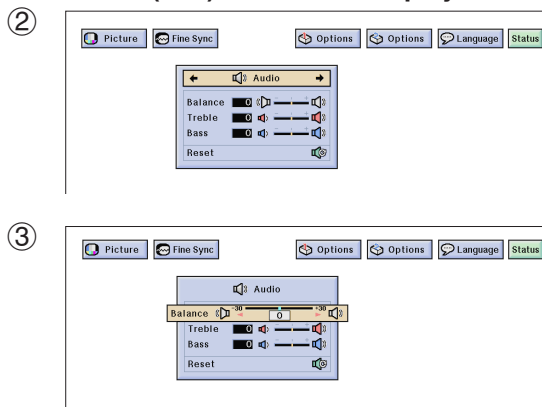 ②
Picture Fine Sync Options Options Language Status
Audio
Balance 0
Treble 0
Bass 0
Reset
③
Picture Fine Sync Options Options Language Status
Audio
Balance -30 0 +30
Treble 0
Bass 0
Reset